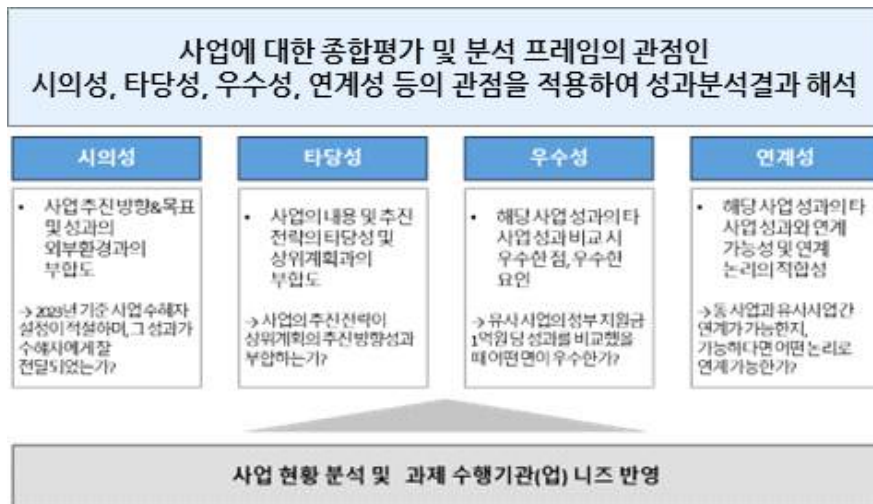 사업에 대한 종합평가 및 분석 프레임의 관점인
시의성, 타당성, 우수성, 연계성 등의 관점을 적용하여 성과분석결과 해석
시의성
• 사업 추진 방향&목표
및 성과의
외부환경과의
부합도
→ 2023년 기준 사업 수혜자
설정이 적절하며, 그 성과가
수혜자에게 잘
전달되었는가?
타당성
• 사업의 내용 및 추진
전략의 타당성 및
상위계획과의
부합도
→ 사업의 추진 전략이
상위계획의 추진 방향성과
부합하는가?
우수성
• 해당 사업 성과의 타
사업 성과 비교 시
우수한 점, 우수한
요인
→ 유사 사업의 정부 지원금
1억원 당 성과를 비교했을
때 어떤 면이 우수한가?
연계성
• 해당 사업 성과의 타
사업 성과와 연계
가능성 및 연계
논리의 적합성
→ 동 사업과 유사사업 간
연계가 가능한지,
가능하다면 어떤 논리로
연계 가능한가?
사업 현황 분석 및 과제 수행기관(업) 니즈 반영